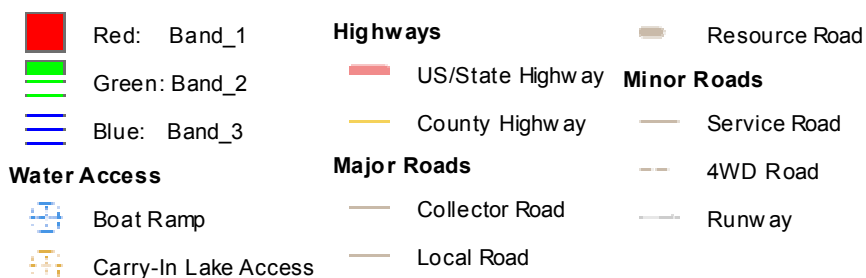 Red: Band_1
Green: Band_2
Blue: Band_3
Water Access
Boat Ramp
Carry-In Lake Access
Highways
US/State Highway
County Highway
Major Roads
Collector Road
Local Road
Resource Road
Minor Roads
Service Road
4WD Road
Runway